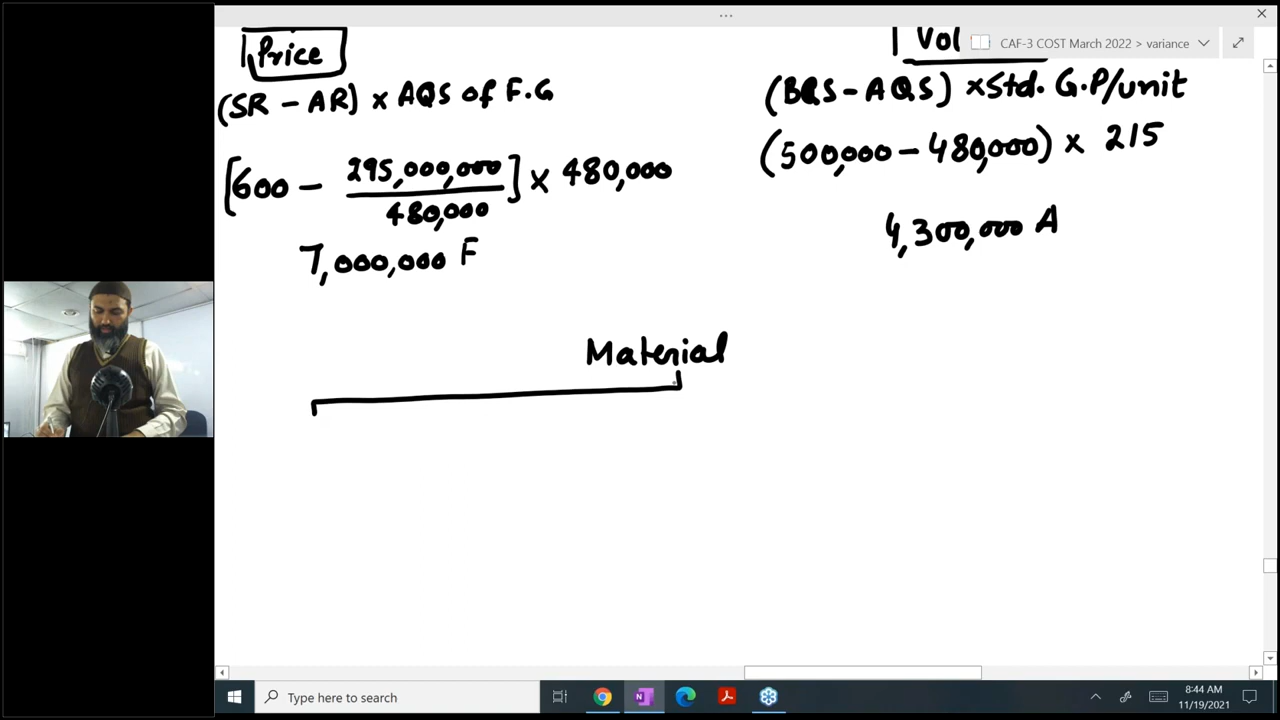 CAF-3 COST March 2022 > variance
Price
Vol
(SR - AR) × AQS of F.G
(BQS - AQS) × Std. G.P/unit
[600 - 295,000,000 / 480,000] × 480,000
(500,000 - 480,000) × 215
7,000,000 F
4,300,000 A
Material
Type here to search
8:44 AM
11/19/2021